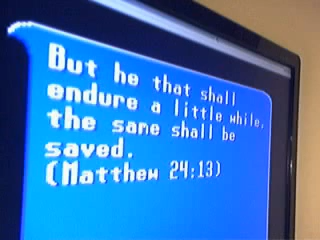 But he that shall
endure a little while,
the same shall be
saved.
(Matthew 24:13)